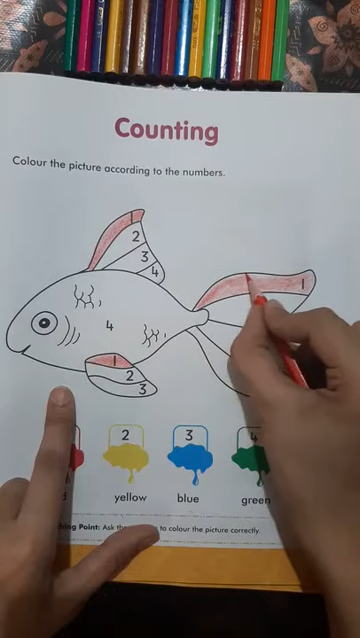 Counting
Colour the picture according to the numbers.
1
2
3
4
1
4
1
2
3
2
3
4
yellow
blue
green
Point: Ask the to colour the picture correctly.